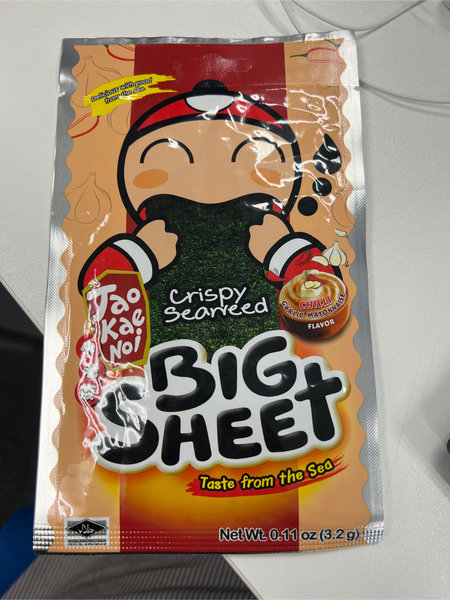 Delicious with good
from the sea.
Crispy
Seaweed
Tao
Kae
Noi
CHILLI
GARLIC MAYONNAISE
FLAVOR
BIG
SHEET
Taste from the Sea
Net Wt. 0.11 oz (3.2 g)